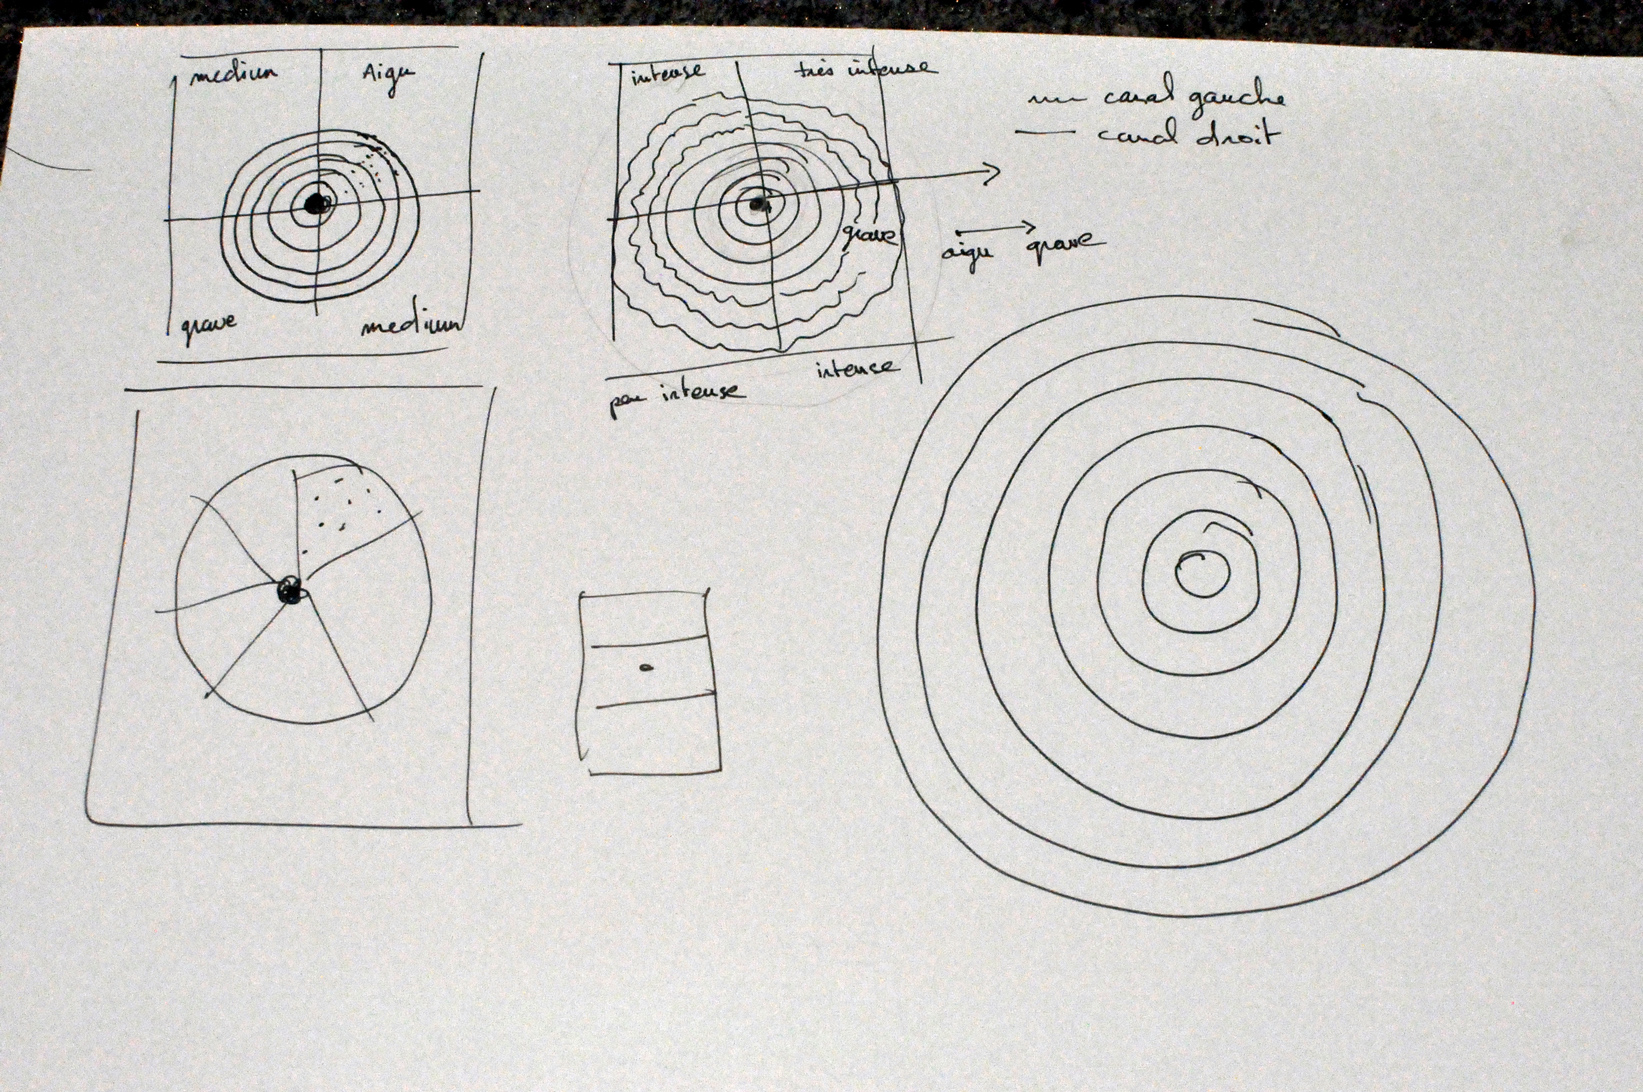 medium Aigu
grave medium
intense très intense
grave
peu intense intense
canal gauche
canal droit
aigu grave